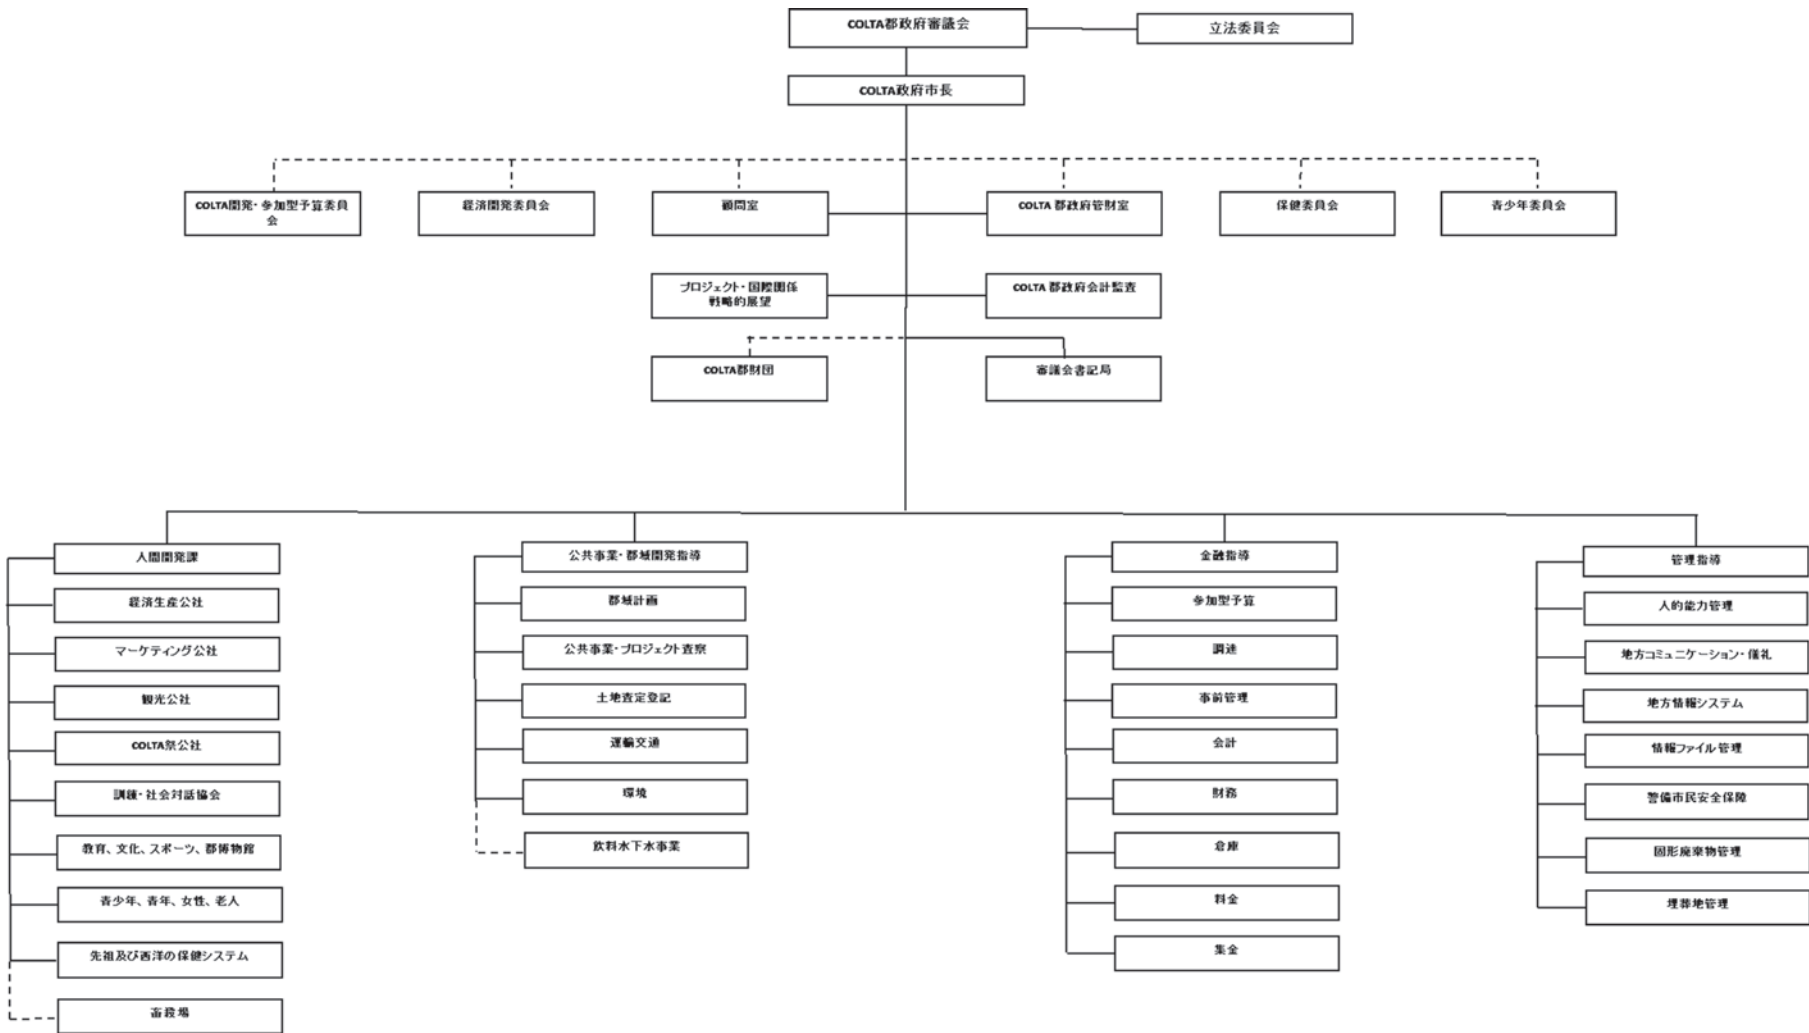 COLTA郡政府審議会
立法委員会
COLTA政府市長
COLTA開発・参加型予算委員
会
経済開発委員会
顧問室
COLTA 郡政府管財室
保健委員会
青少年委員会
プロジェクト・国際関係
戦略的展望
COLTA 郡政府会計監査
COLTA郡財団
審議会書記局
人間開発課
経済生産公社
マーケティング公社
観光公社
COLTA祭公社
訓練・社会対話協会
教育、文化、スポーツ、郡博物館
青少年、青年、女性、老人
先祖及び西洋の保健システム
畜殺場
公共事業・郡域開発指導
郡域計画
公共事業・プロジェクト査察
土地査定登記
運輸交通
環境
飲料水下水事業
金融指導
参加型予算
調達
事前管理
会計
財務
倉庫
料金
集金
管理指導
人的能力管理
地方コミュニケーション・儀礼
地方情報システム
情報ファイル管理
警備市民安全保障
固形廃棄物管理
埋葬地管理